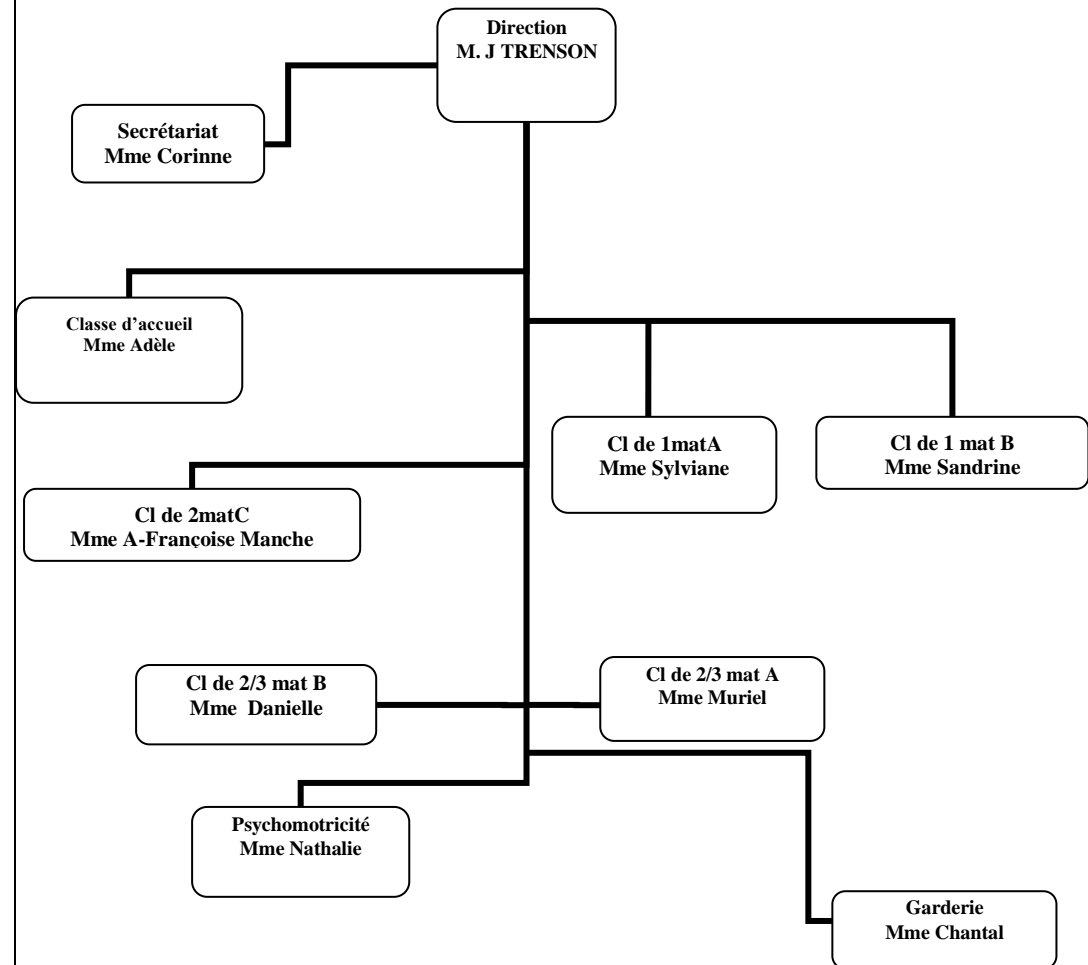 Direction
M. J TRENSON
Secrétariat
Mme Corinne
Classe d'accueil
Mme Adèle
Cl de 1matA
Mme Sylviane
Cl de 1 mat B
Mme Sandrine
Cl de 2matC
Mme A-Françoise Manche
Cl de 2/3 mat B
Mme  Danielle
Cl de 2/3 mat A
Mme Muriel
Psychomotricité
Mme Nathalie
Garderie
Mme Chantal